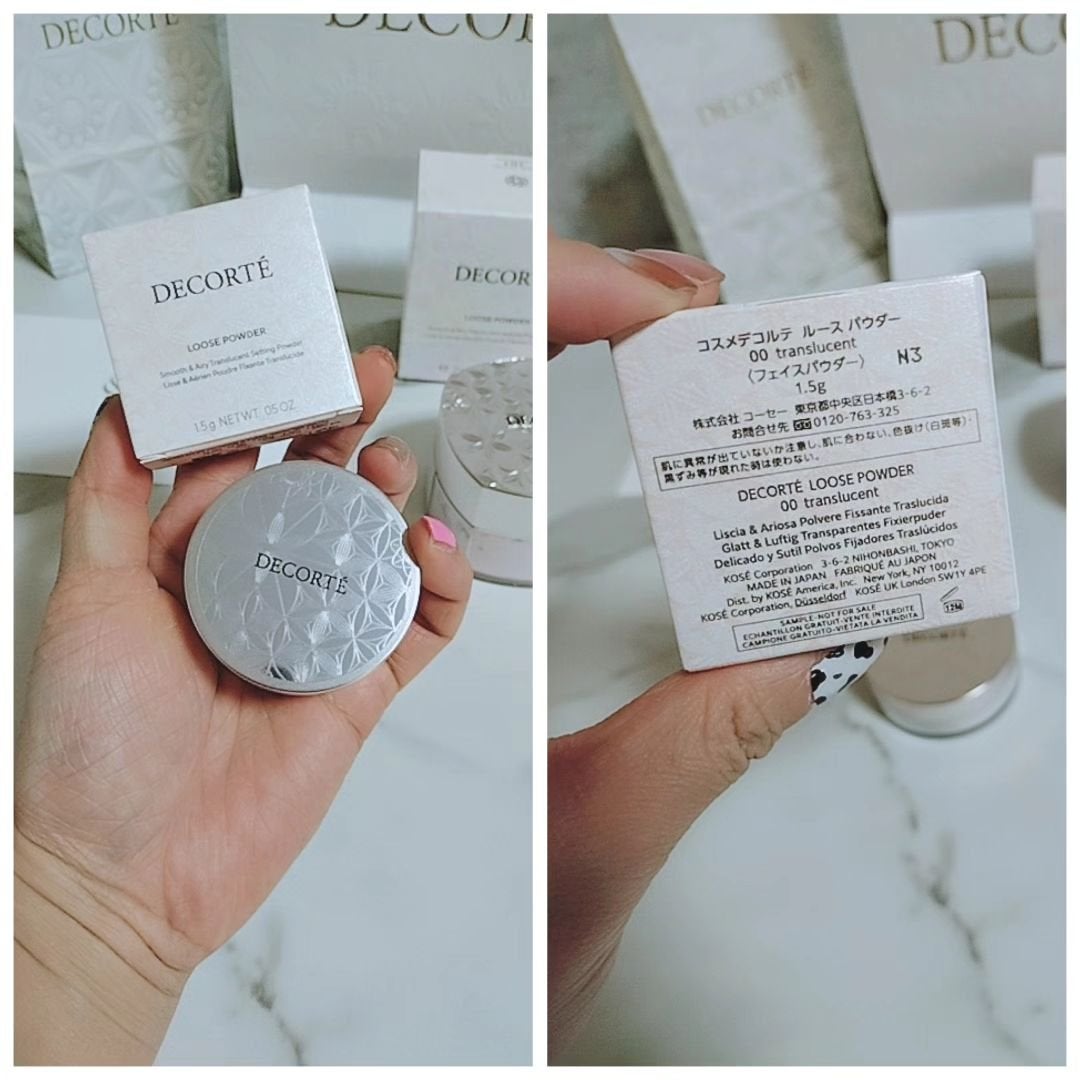 DECORTÉ
DECOR
DECORTÉ
LOOSE POWDER
Smooth & Airy Translucent Setting Powder
Lisse & Aérien Poudre Fixante Translucide
1.5 g NETWT. .05 OZ.
DECOR
LOOSE POWDER
DECORTÉ
DECORTÉ
DECO
コスメデコルテ ルース パウダー
00 translucent
〈フェイスパウダー〉 N3
1.5g
株式会社 コーセー 東京都中央区日本橋3-6-2
お問合せ先 0120-763-325
肌に異常が出ていないか注意し、肌に合わない、色抜け(白斑等)・
黒ずみ等が現れた時は使わない。
DECORTÉ LOOSE POWDER
00 translucent
Liscia & Ariosa Polvere Fissante Traslucida
Glatt & Luftig Transparentes Fixierpuder
Delicado y Sutil Polvos Fijadores Traslúcidos
KOSÉ Corporation 3-6-2 NIHONBASHI, TOKYO
MADE IN JAPAN FABRIQUÉ AU JAPON
Dist. by KOSÉ America, Inc. New York, NY 10012
KOSÉ Corporation, Düsseldorf KOSÉ UK London SW1Y 4PE
SAMPLE-NOT FOR SALE
ECHANTILLON GRATUIT-VENTE INTERDITE
CAMPIONE GRATUITO-VIETATA LA VENDITA
12M